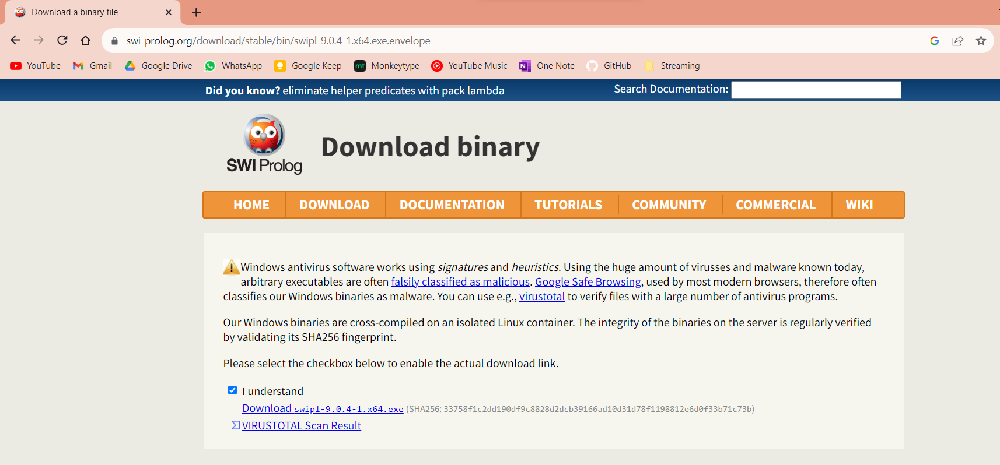 Download a binary file
swi-prolog.org/download/stable/bin/swipl-9.0.4-1.x64.exe.envelope
YouTube Gmail Google Drive WhatsApp Google Keep mt Monkeytype YouTube Music N One Note GitHub Streaming
Did you know? eliminate helper predicates with pack lambda Search Documentation:
SWI Prolog
Download binary
HOME DOWNLOAD DOCUMENTATION TUTORIALS COMMUNITY COMMERCIAL WIKI
Windows antivirus software works using signatures and heuristics. Using the huge amount of virusses and malware known today,
arbitrary executables are often falsily classified as malicious. Google Safe Browsing, used by most modern browsers, therefore often
classifies our Windows binaries as malware. You can use e.g., virustotal to verify files with a large number of antivirus programs.
Our Windows binaries are cross-compiled on an isolated Linux container. The integrity of the binaries on the server is regularly verified
by validating its SHA256 fingerprint.
Please select the checkbox below to enable the actual download link.
I understand
Download swipl-9.0.4-1.x64.exe (SHA256: 33758f1c2dd190df9c8828d2dcb39166ad10d31d78f1198812e6d0f33b71c73b)
VIRUSTOTAL Scan Result